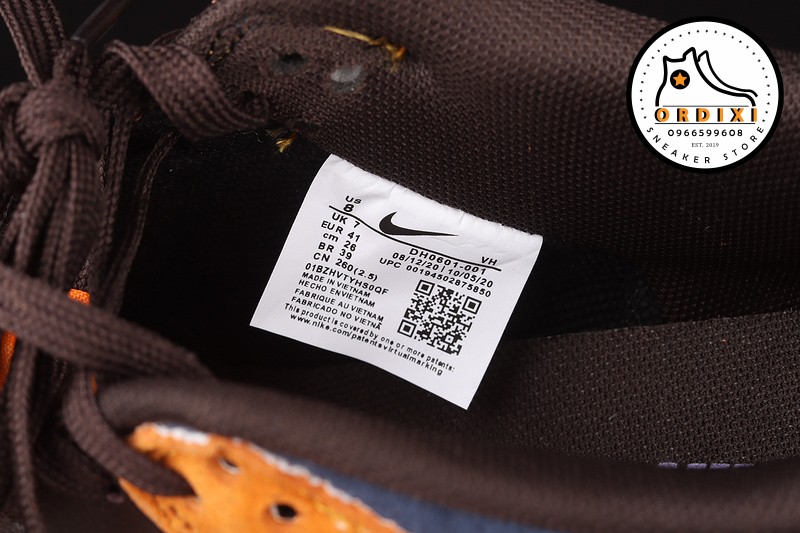 ORDIXI
0966599608
EST. 2019
SNEAKER STORE
US
8
UK 7
EUR 41
cm 26
BR 39
CN 260(2.5)
VH
DH0601-001
08/12/20 | 10/05/20
UPC 00194502875850
01BZHVTYHS0QF
MADE IN VIETNAM
HECHO EN VIETNAM
FABRIQUE AU VIETNAM
FABRICADO NO VIETNÃ
This product is covered by one or more patents:
www.nike.com/patentsvirtualmarking